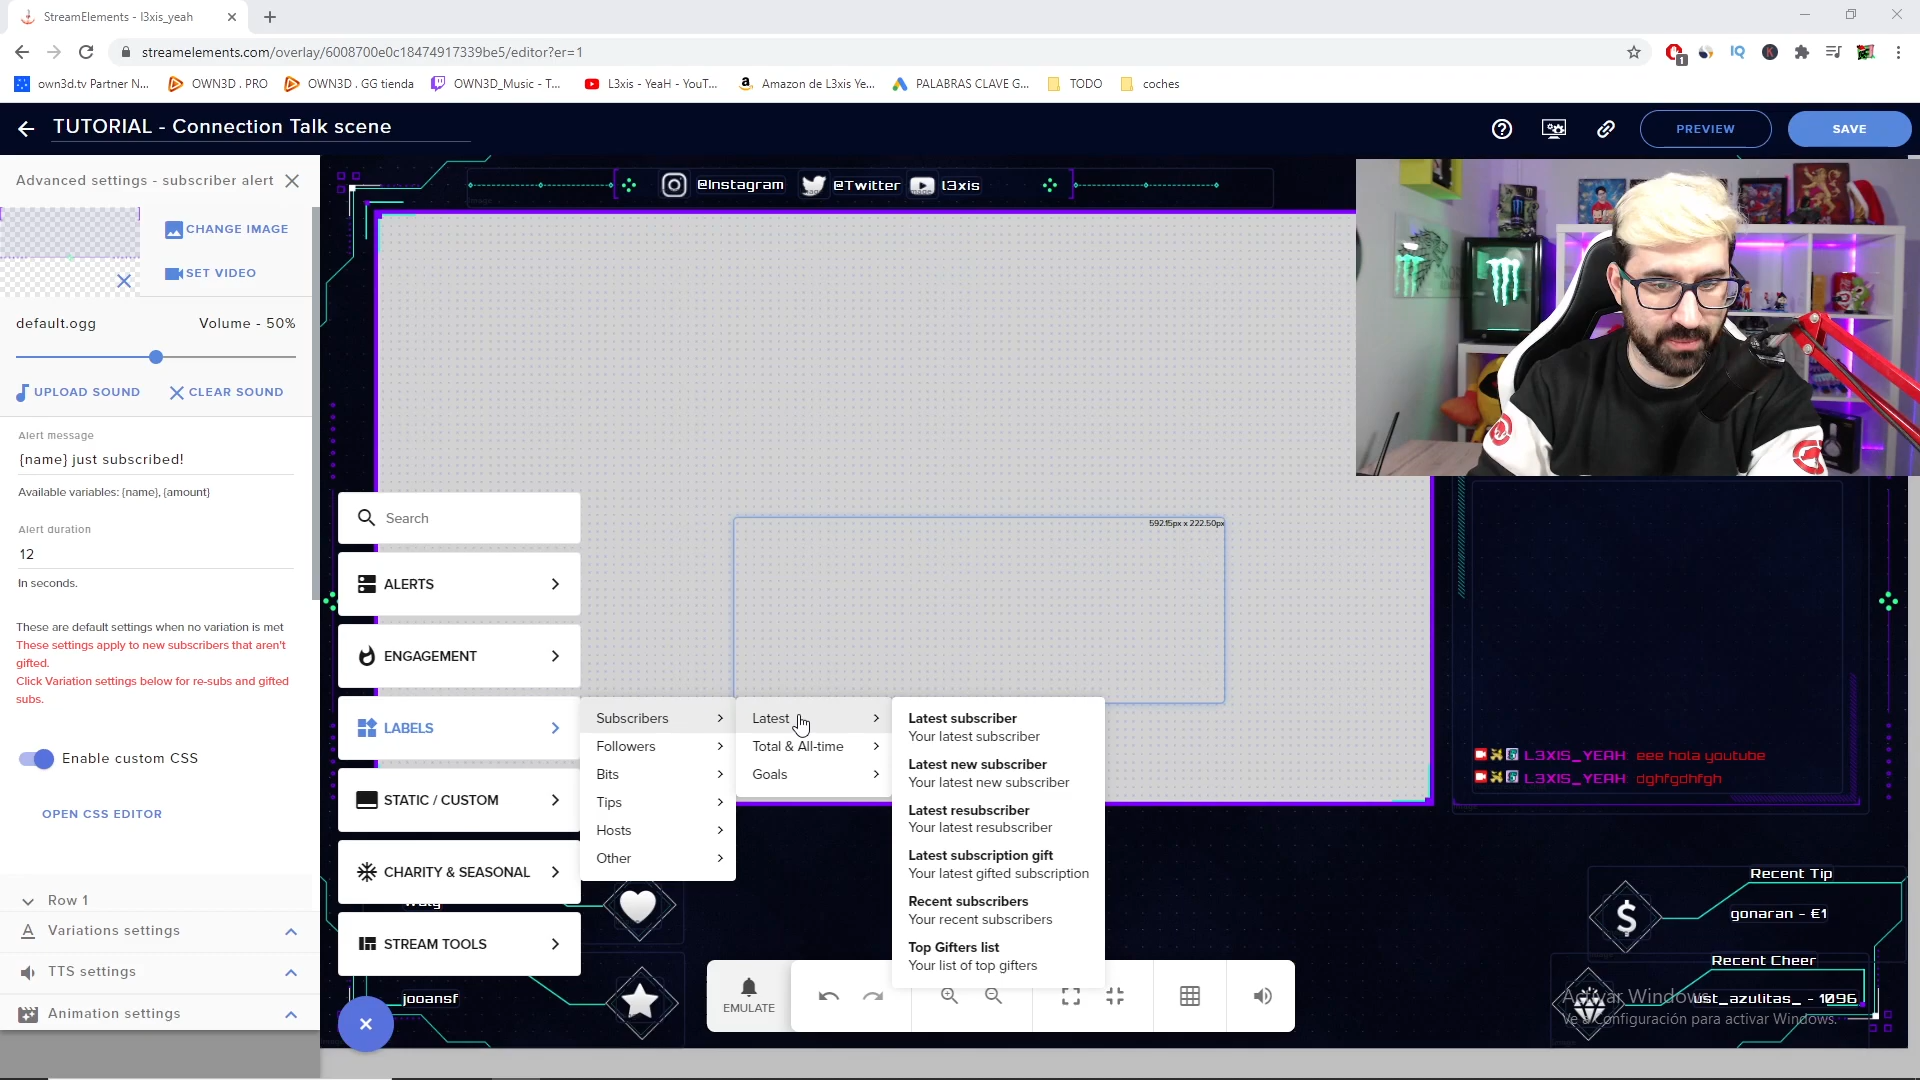 StreamElements - l3xis_yeah
streamelements.com/overlay/6008700e0c18474917339be5/editor?er=1
1
own3d.tv Partner N...
OWN3D . PRO
OWN3D . GG tienda
OWN3D_Music - T...
L3xis - YeaH - YouT...
Amazon de L3xis Ye...
PALABRAS CLAVE G...
TODO
coches
TUTORIAL - Connection Talk scene
PREVIEW
SAVE
Advanced settings - subscriber alert
CHANGE IMAGE
SET VIDEO
default.ogg
Volume - 50%
UPLOAD SOUND
CLEAR SOUND
Alert message
{name} just subscribed!
Available variables: {name}, {amount}
Alert duration
12
In seconds.
These are default settings when no variation is met
These settings apply to new subscribers that aren't
gifted.
Click Variation settings below for re-subs and gifted
subs.
Enable custom CSS
OPEN CSS EDITOR
Row 1
Variations settings
TTS settings
Animation settings
@Instagram
@Twitter
l3xis
592.15px x 222.50px
Search
ALERTS
ENGAGEMENT
LABELS
STATIC / CUSTOM
CHARITY & SEASONAL
STREAM TOOLS
Subscribers
Followers
Bits
Tips
Hosts
Other
Latest
Total & All-time
Goals
Latest subscriber
Your latest subscriber
Latest new subscriber
Your latest new subscriber
Latest resubscriber
Your latest resubscriber
Latest subscription gift
Your latest gifted subscription
Recent subscribers
Your recent subscribers
Top Gifters list
Your list of top gifters
jooansf
EMULATE
L3XIS_YEAH eee hola youtube
L3XIS_YEAH dghfgdhfgh
Recent Tip
gonaran - €1
Recent Cheer
ust_azulitas_ - 1096
Activar Windows
Ve a Configuración para activar Windows.